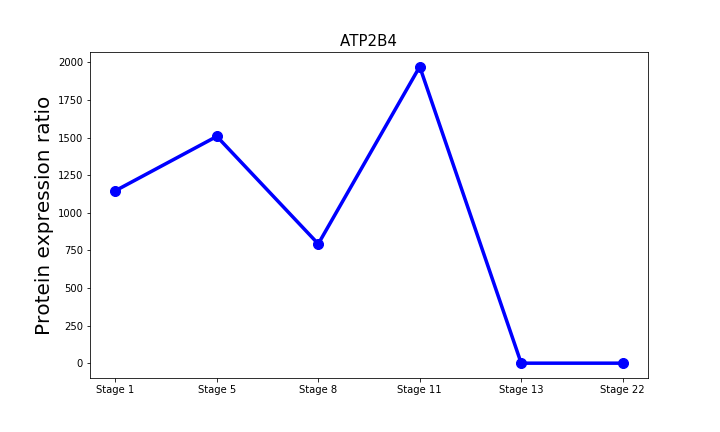 ATP2B4
Protein expression ratio
2000
1750
1500
1250
1000
750
500
250
0
Stage 1
Stage 5
Stage 8
Stage 11
Stage 13
Stage 22